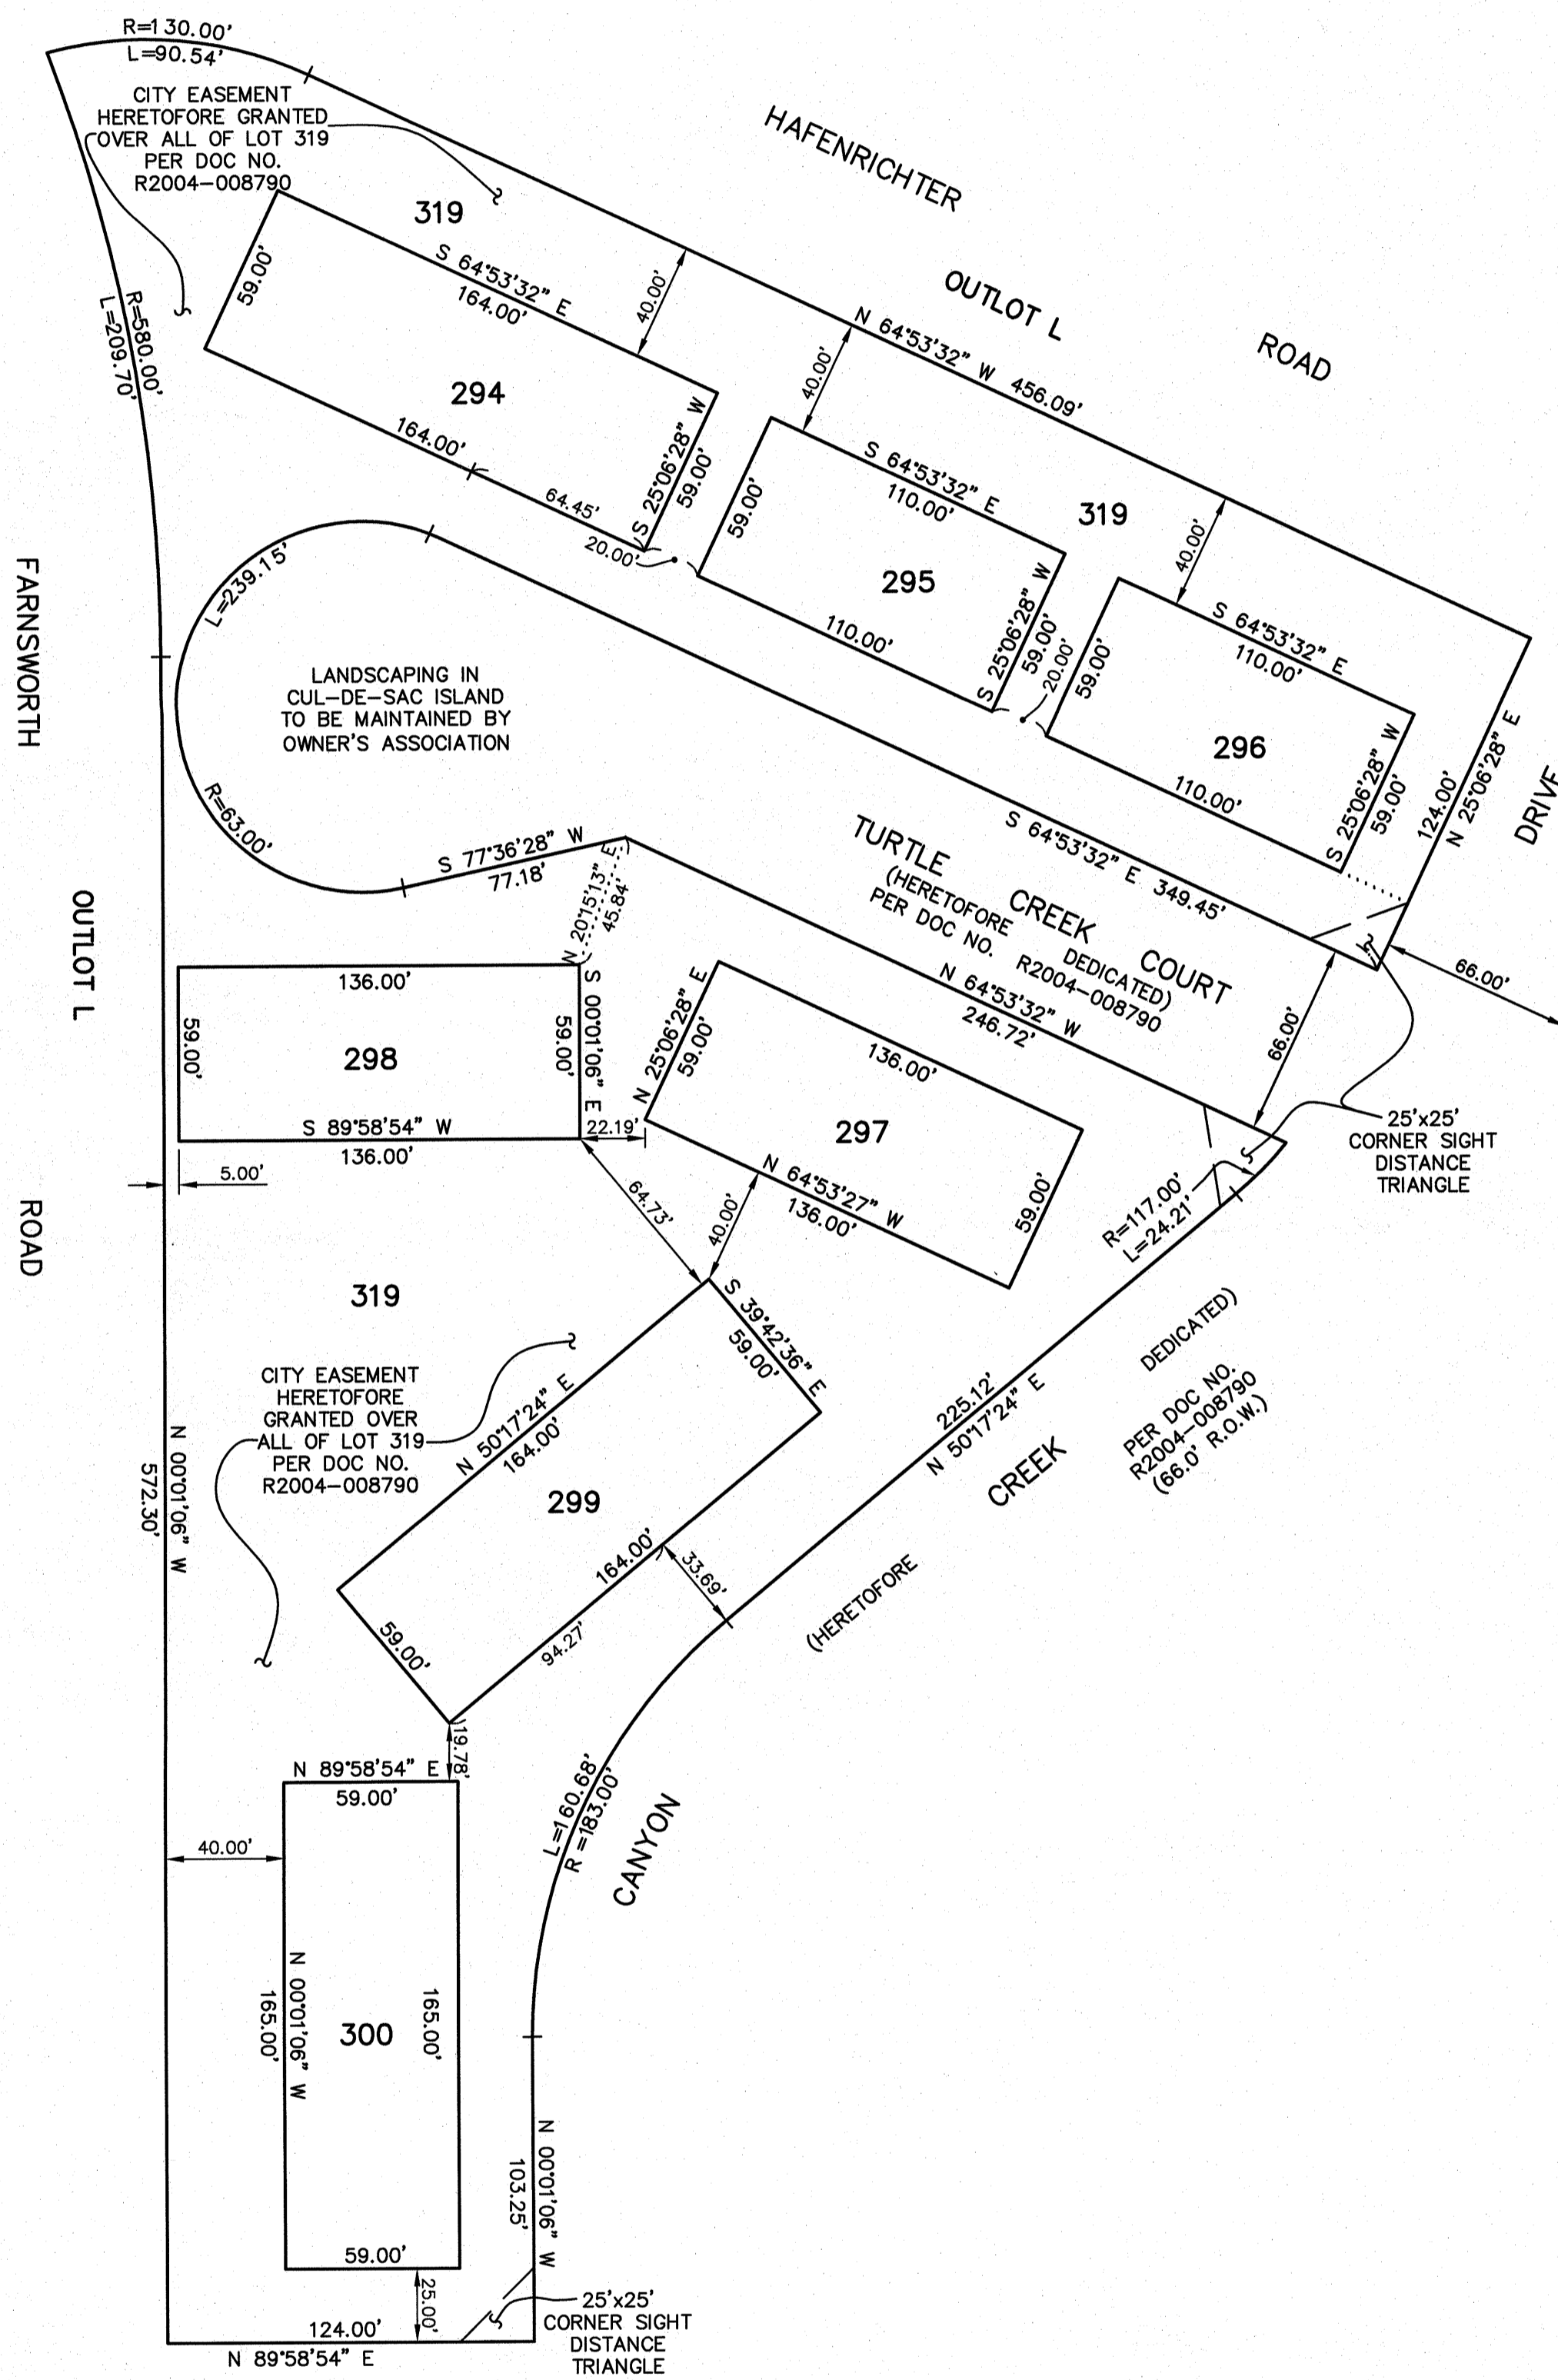 R=130.00'
L=90.54'
CITY EASEMENT
HERETOFORE GRANTED
OVER ALL OF LOT 319
PER DOC NO.
R2004-008790
HAFENRICHTER
ROAD
OUTLOT L
N 64°53'32" W 456.09'
319
S 64°53'32" E
164.00'
59.00'
40.00'
294
164.00'
64.45'
S 25°06'28" W
59.00'
20.00'
R=580.00'
L=209.70'
40.00'
S 64°53'32" E
110.00'
59.00'
295
110.00'
S 25°06'28" W
59.00'
20.00'
319
40.00'
S 64°53'32" E
110.00'
59.00'
296
110.00'
S 25°06'28" W
59.00'
124.00'
N 25°06'28" E
DRIVE
66.00'
FARNSWORTH
ROAD
OUTLOT L
L=239.15'
R=63.00'
LANDSCAPING IN
CUL-DE-SAC ISLAND
TO BE MAINTAINED BY
OWNER'S ASSOCIATION
S 77°36'28" W
77.18'
N 20°15'13" E
45.84'
TURTLE CREEK COURT
(HERETOFORE DEDICATED)
PER DOC NO. R2004-008790
S 64°53'32" E 349.45'
N 64°53'32" W
246.72'
66.00'
25'x25'
CORNER SIGHT
DISTANCE
TRIANGLE
136.00'
59.00'
298
59.00'
S 00°01'06" E
S 89°58'54" W
136.00'
5.00'
22.19'
N 25°06'28" E
59.00'
136.00'
297
N 64°53'27" W
136.00'
59.00'
64.73'
40.00'
R=117.00'
L=24.21'
319
CITY EASEMENT
HERETOFORE
GRANTED OVER
ALL OF LOT 319
PER DOC NO.
R2004-008790
N 00°01'06" W
572.30'
S 39°42'36" E
59.00'
N 50°17'24" E
164.00'
299
164.00'
94.27'
59.00'
33.69'
225.12'
N 50°17'24" E
CANYON
CREEK
(HERETOFORE
DEDICATED)
PER DOC NO.
R2004-008790
(66.0' R.O.W.)
19.78'
N 89°58'54" E
59.00'
40.00'
L=160.68'
R=183.00'
N 00°01'06" W
165.00'
300
165.00'
59.00'
25.00'
N 00°01'06" W
103.25'
124.00'
N 89°58'54" E
25'x25'
CORNER SIGHT
DISTANCE
TRIANGLE